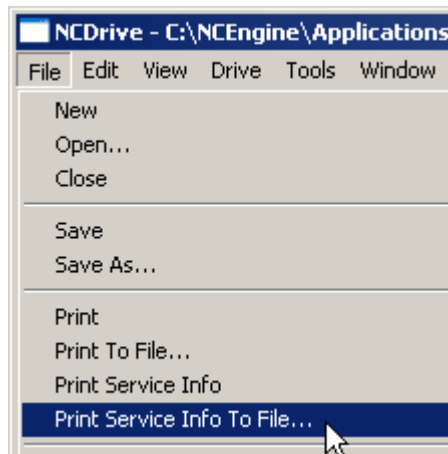 NCDrive - C:\NCEngine\Applications
File Edit View Drive Tools Window
New
Open...
Close
Save
Save As...
Print
Print To File...
Print Service Info
Print Service Info To File...